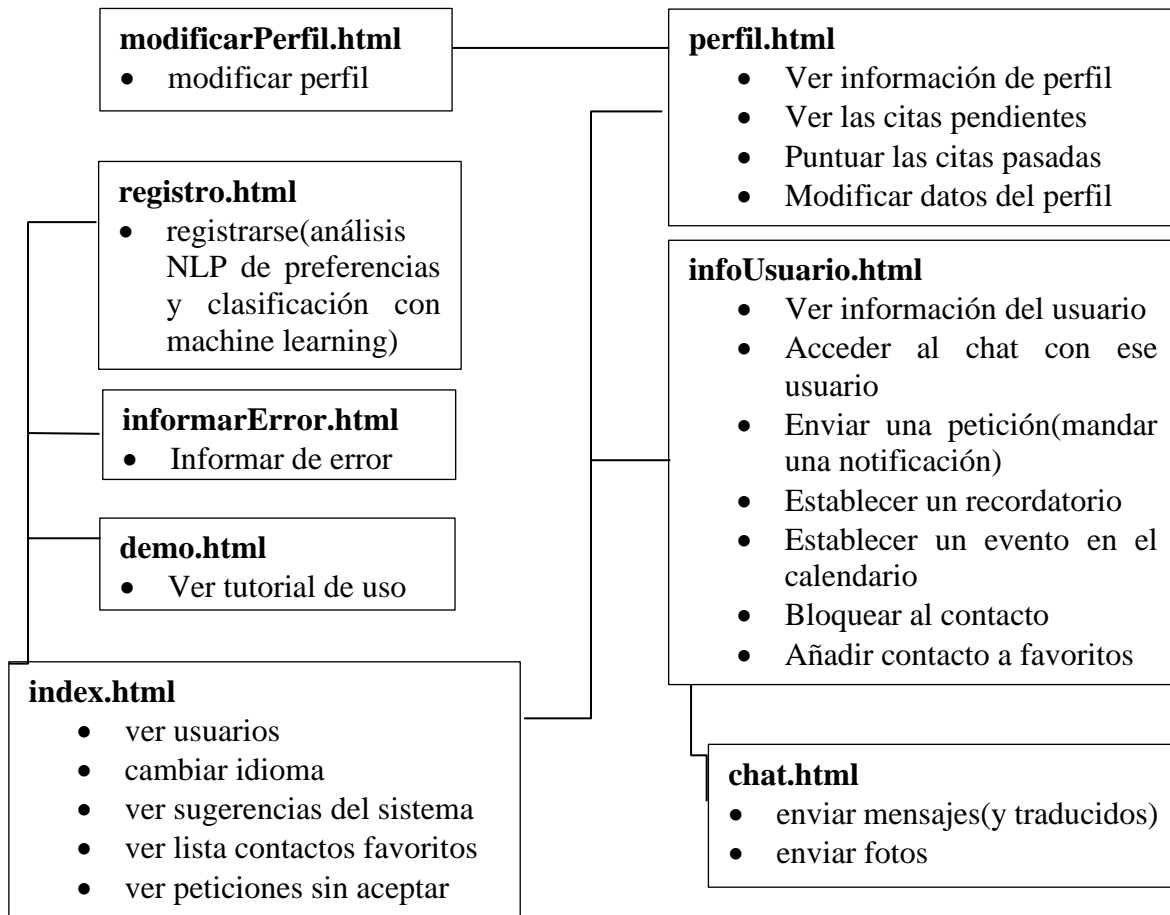 modificarPerfil.html
• modificar perfil
perfil.html
• Ver información de perfil
• Ver las citas pendientes
• Puntuar las citas pasadas
• Modificar datos del perfil
registro.html
• registrarse(análisis
NLP de preferencias
y clasificación con
machine learning)
infoUsuario.html
• Ver información del usuario
• Acceder al chat con ese
usuario
• Enviar una petición(mandar
una notificación)
• Establecer un recordatorio
• Establecer un evento en el
calendario
• Bloquear al contacto
• Añadir contacto a favoritos
informarError.html
• Informar de error
demo.html
• Ver tutorial de uso
index.html
• ver usuarios
• cambiar idioma
• ver sugerencias del sistema
• ver lista contactos favoritos
• ver peticiones sin aceptar
chat.html
• enviar mensajes(y traducidos)
• enviar fotos